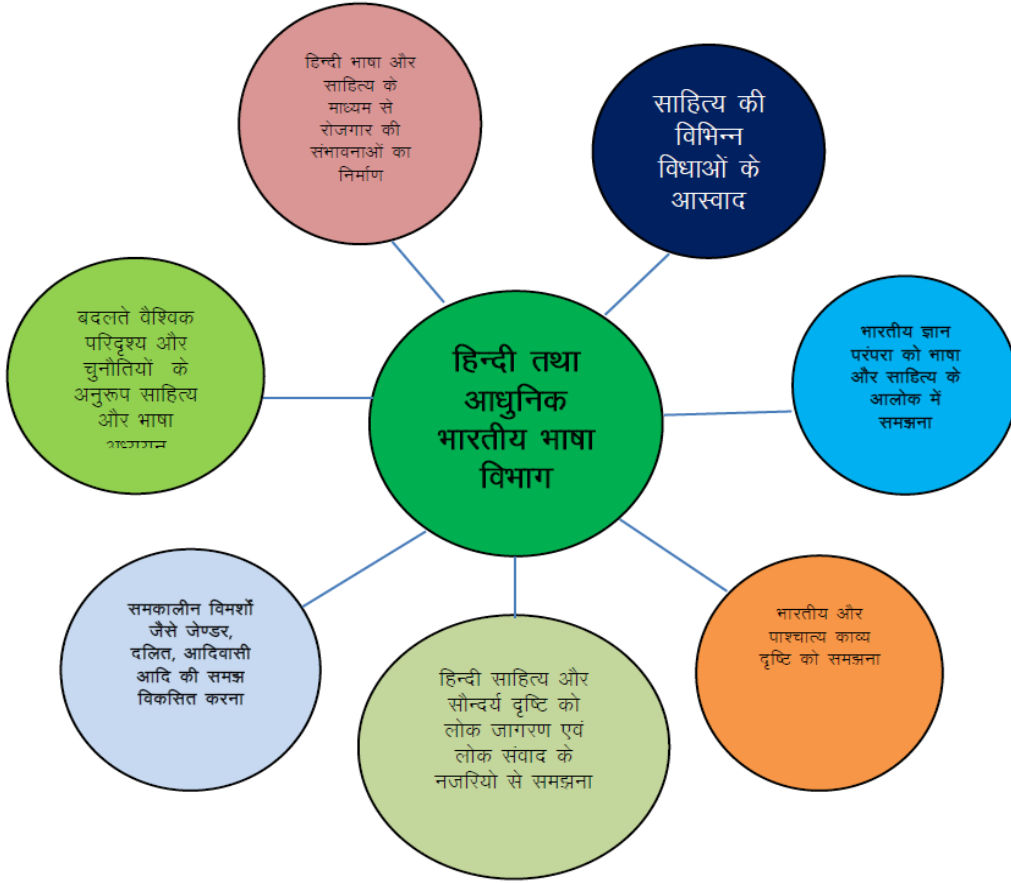 हिन्दी भाषा और
साहित्य के
माध्यम से
रोजगार की
संभावनाओं का
निर्माण
साहित्य की
विभिन्न
विधाओं के
आस्वाद
बदलते वैश्विक
परिदृश्य और
चुनौतियों के
अनुरूप साहित्य
और भाषा
हिन्दी तथा
आधुनिक
भारतीय भाषा
विभाग
भारतीय ज्ञान
परंपरा को भाषा
और साहित्य के
आलोक में
समझना
समकालीन विमर्शों
जैसे जेण्डर,
दलित, आदिवासी
आदि की समझ
विकसित करना
हिन्दी साहित्य और
सौन्दर्य दृष्टि को
लोक जागरण एवं
लोक संवाद के
नजरियो से समझना
भारतीय और
पाश्चात्य काव्य
दृष्टि को समझना